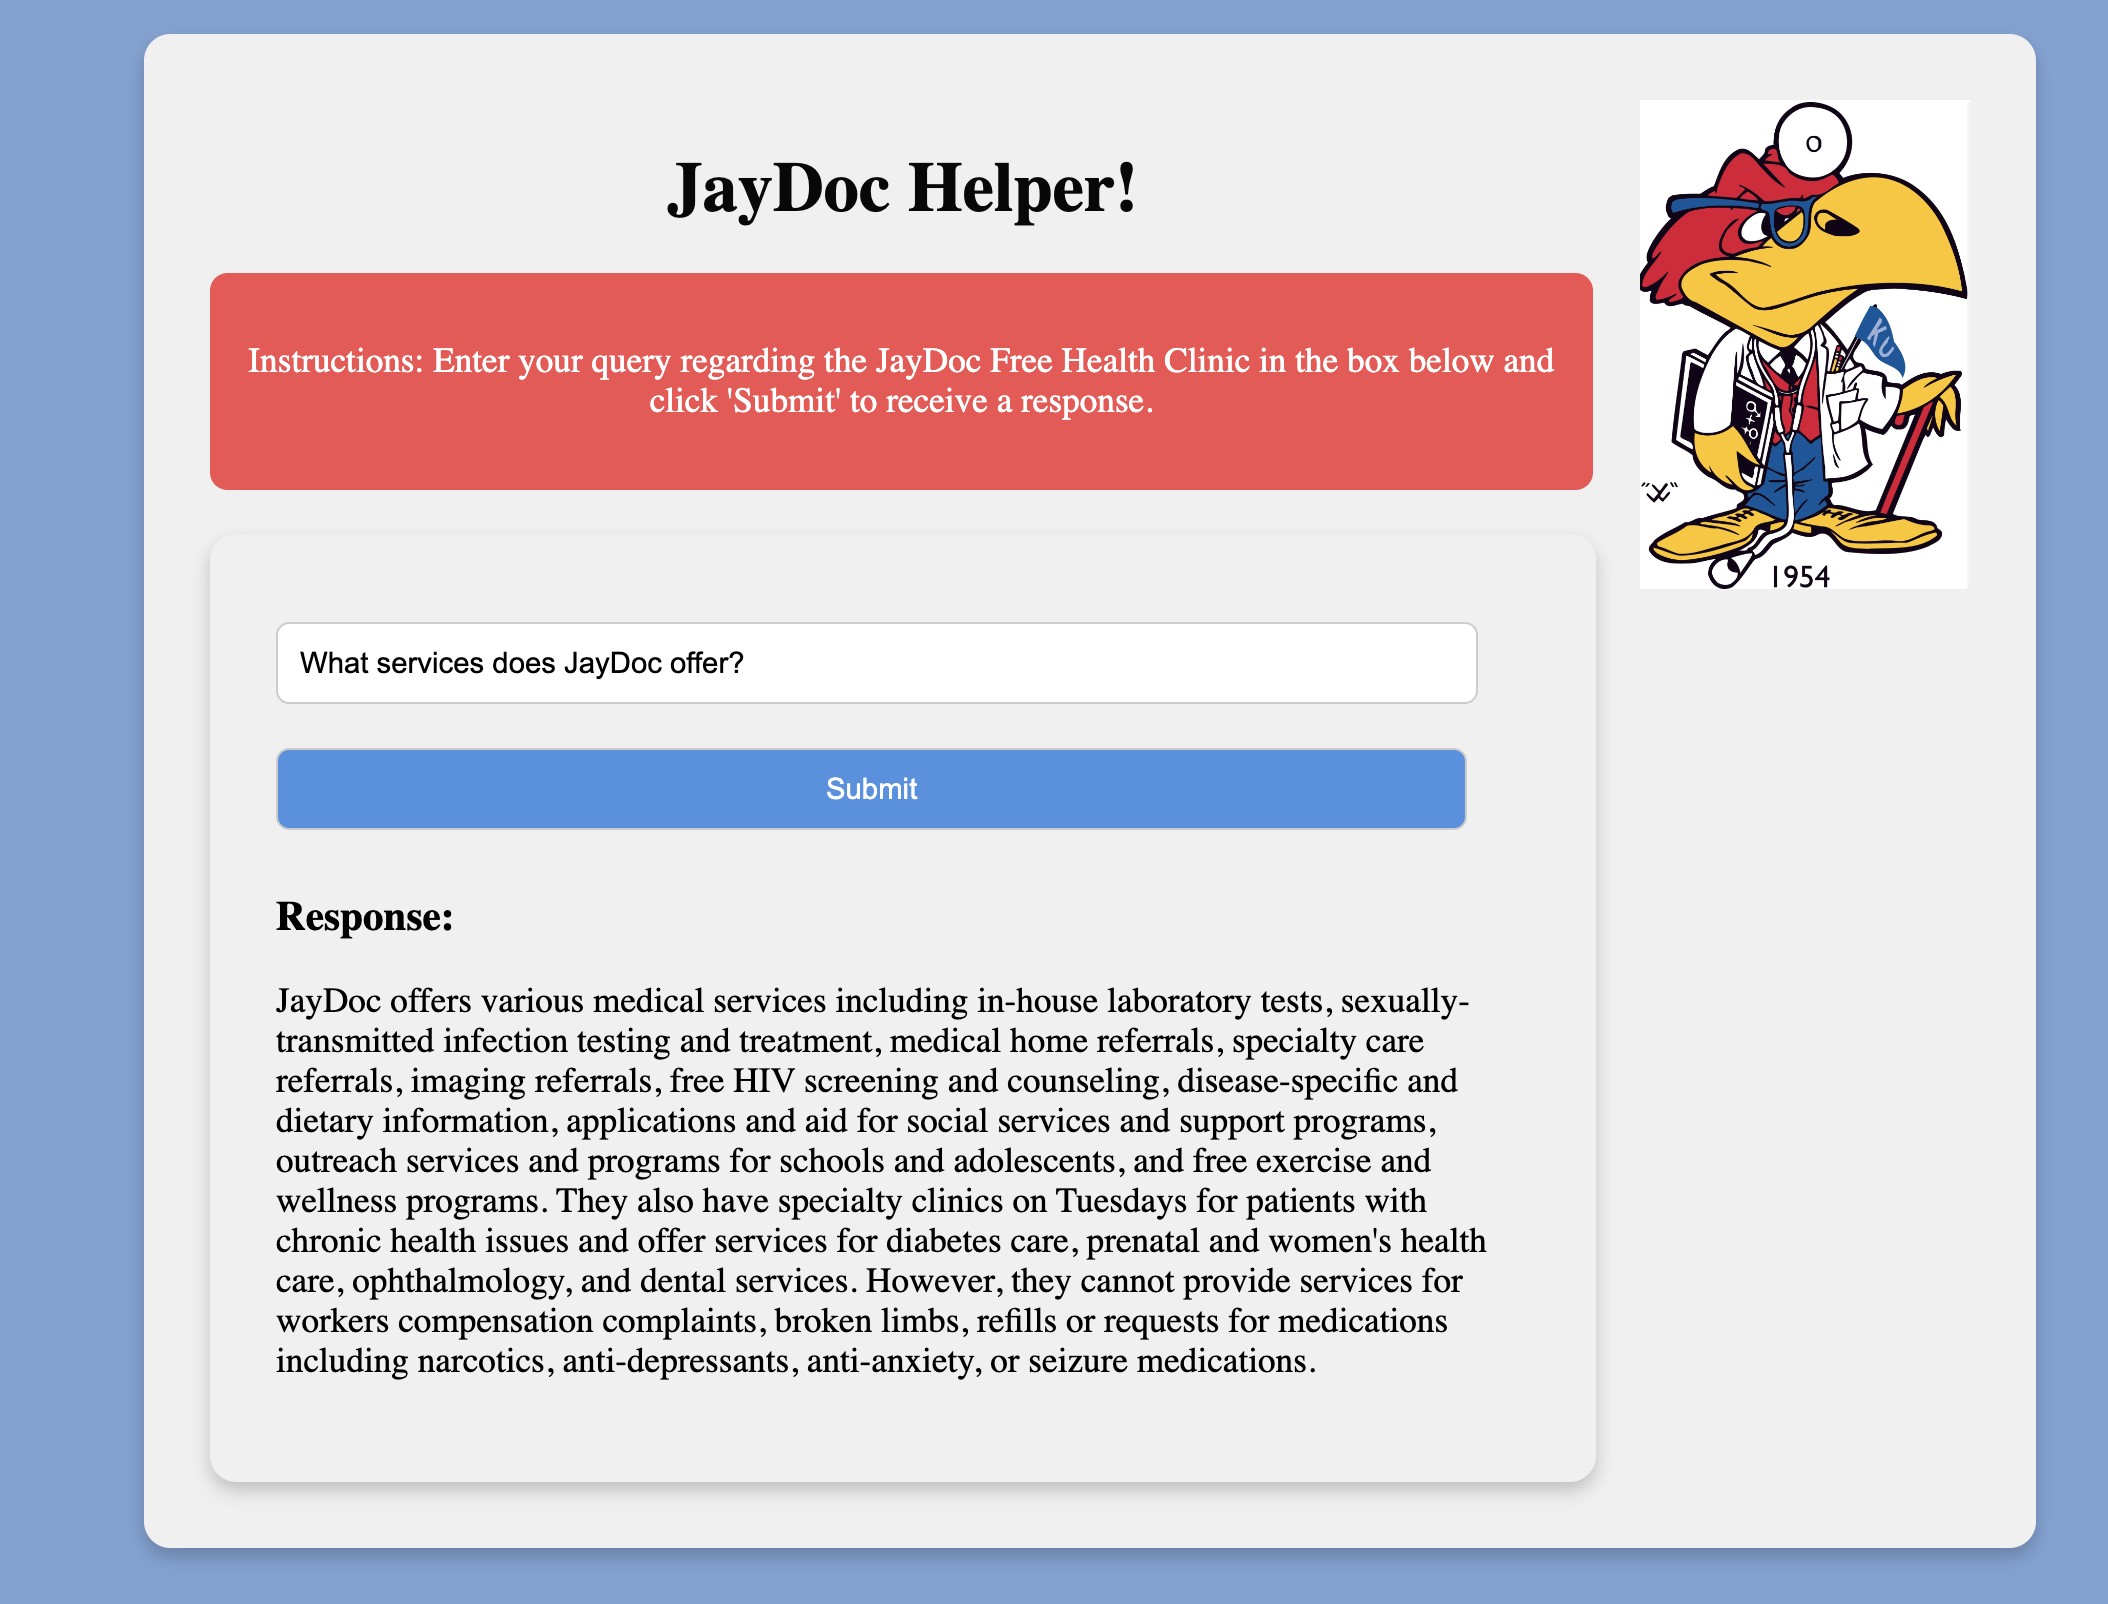 JayDoc Helper!
Instructions: Enter your query regarding the JayDoc Free Health Clinic in the box below and
click 'Submit' to receive a response.
O
KU
"W"
1954
What services does JayDoc offer?
Submit
Response:
JayDoc offers various medical services including in-house laboratory tests, sexually-
transmitted infection testing and treatment, medical home referrals, specialty care
referrals, imaging referrals, free HIV screening and counseling, disease-specific and
dietary information, applications and aid for social services and support programs,
outreach services and programs for schools and adolescents, and free exercise and
wellness programs. They also have specialty clinics on Tuesdays for patients with
chronic health issues and offer services for diabetes care, prenatal and women's health
care, ophthalmology, and dental services. However, they cannot provide services for
workers compensation complaints, broken limbs, refills or requests for medications
including narcotics, anti-depressants, anti-anxiety, or seizure medications.